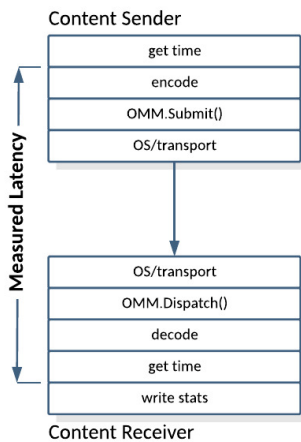 Content Sender
get time
encode
OMM.Submit()
OS/transport
Measured Latency
OS/transport
OMM.Dispatch()
decode
get time
write stats
Content Receiver